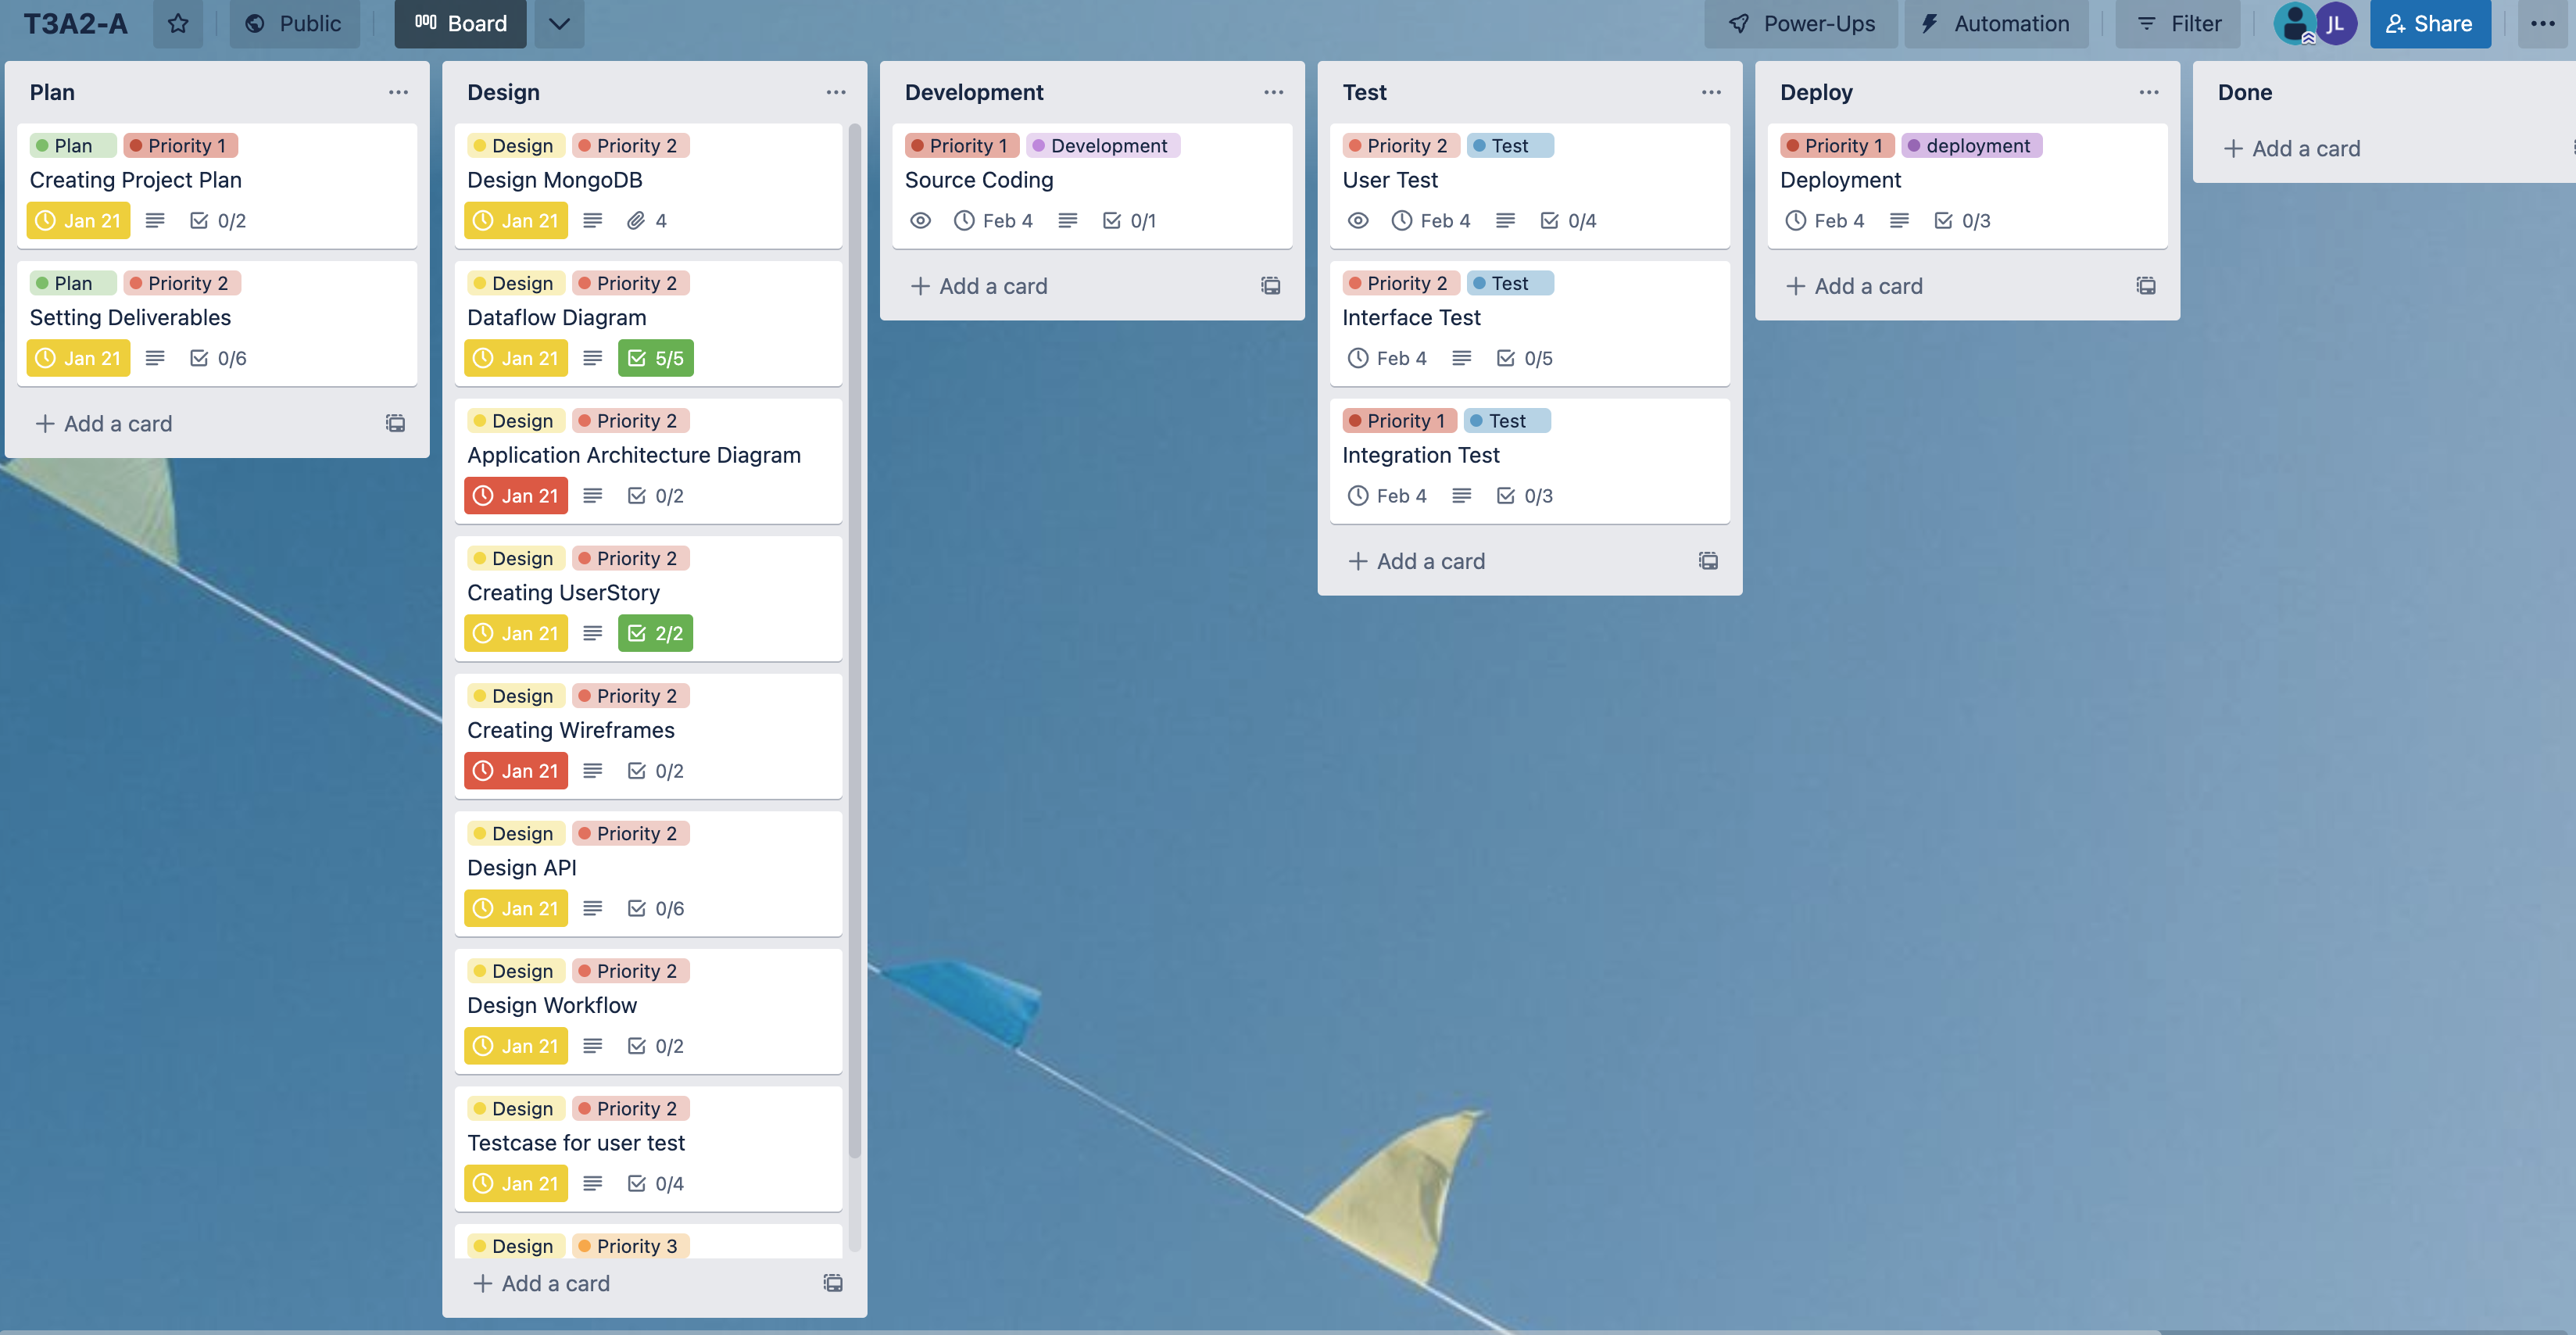 T3A2-A
Public
Board
Power-Ups
Automation
Filter
JL
Share
Plan
Plan Priority 1
Creating Project Plan
Jan 21 0/2
Plan Priority 2
Setting Deliverables
Jan 21 0/6
Add a card
Design
Design Priority 2
Design MongoDB
Jan 21 4
Design Priority 2
Dataflow Diagram
Jan 21 5/5
Design Priority 2
Application Architecture Diagram
Jan 21 0/2
Design Priority 2
Creating UserStory
Jan 21 2/2
Design Priority 2
Creating Wireframes
Jan 21 0/2
Design Priority 2
Design API
Jan 21 0/6
Design Priority 2
Design Workflow
Jan 21 0/2
Design Priority 2
Testcase for user test
Jan 21 0/4
Design Priority 3
Add a card
Development
Priority 1 Development
Source Coding
Feb 4 0/1
Add a card
Test
Priority 2 Test
User Test
Feb 4 0/4
Priority 2 Test
Interface Test
Feb 4 0/5
Priority 1 Test
Integration Test
Feb 4 0/3
Add a card
Deploy
Priority 1 deployment
Deployment
Feb 4 0/3
Add a card
Done
Add a card